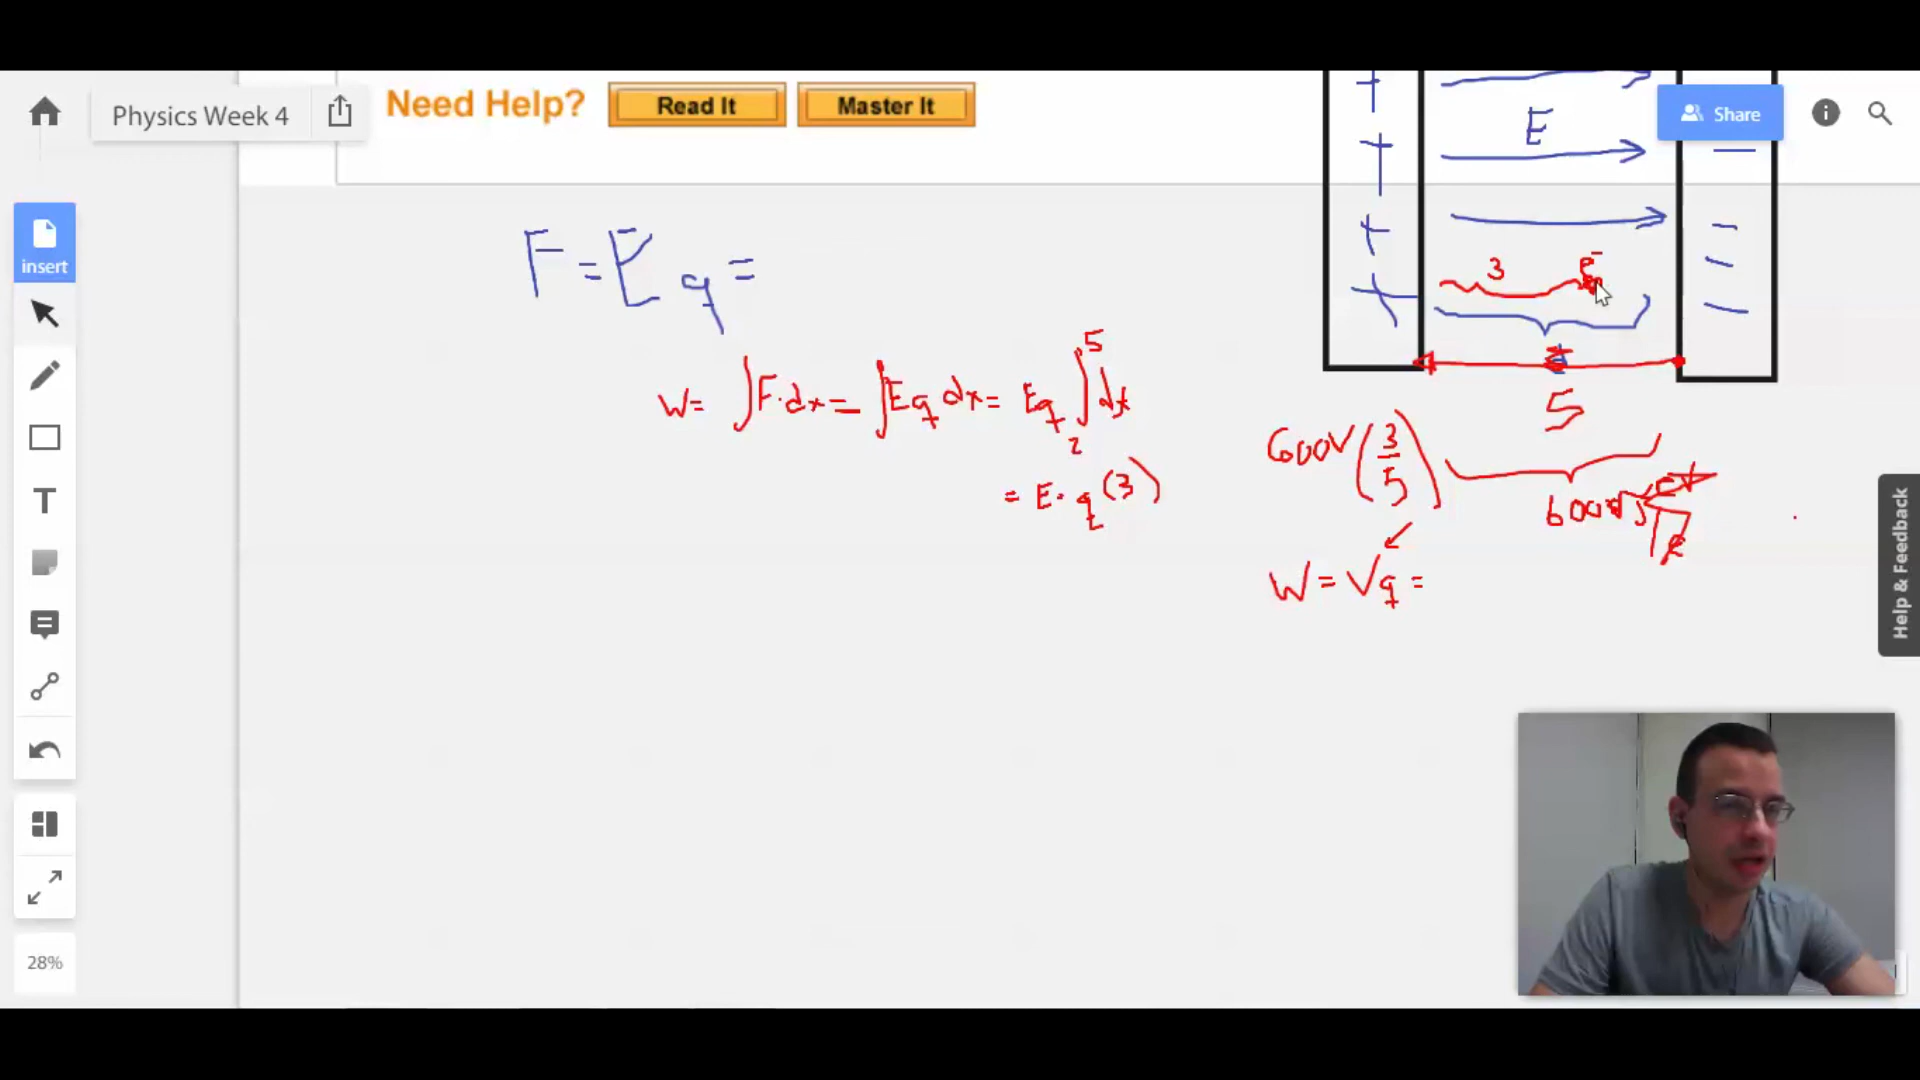 Physics Week 4
Need Help?
Read It
Master It
Share
insert
T
28%
Help & Feedback
+
+
+
+
E
3
e-
5
F = E q =
W = ∫ F · dx = ∫ Eq dx = Eq ∫₂⁵ dx
= E · q (3)
600V (3/5)
W = Vq =